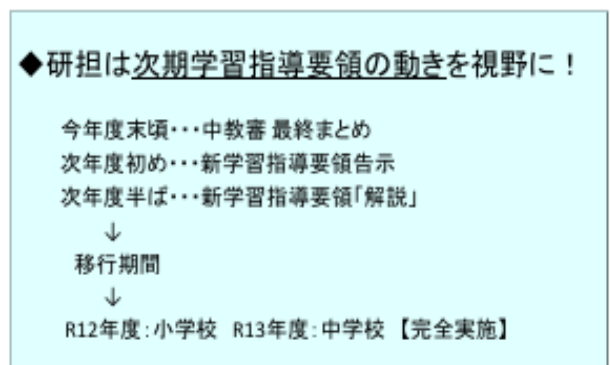 ◆研担は次期学習指導要領の動きを視野に！
今年度末頃・・・中教審 最終まとめ
次年度初め・・・新学習指導要領告示
次年度半ば・・・新学習指導要領「解説」
↓
移行期間
↓
R12年度：小学校 R13年度：中学校 【完全実施】